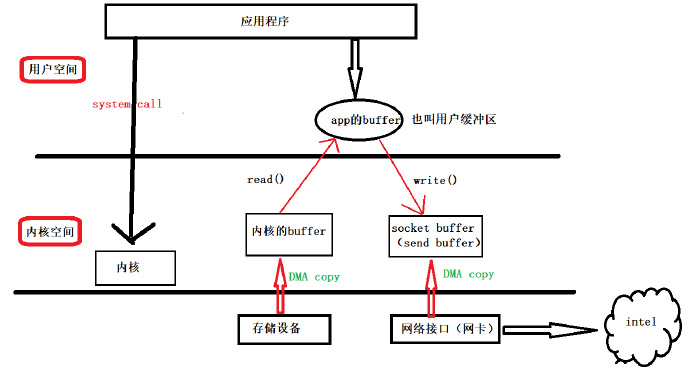 应用程序
用户空间
system call
app的buffer
也叫用户缓冲区
read()
write()
内核空间
内核的buffer
socket buffer
（send buffer）
内核
DMA copy
DMA copy
存储设备
网络接口（网卡）
intel